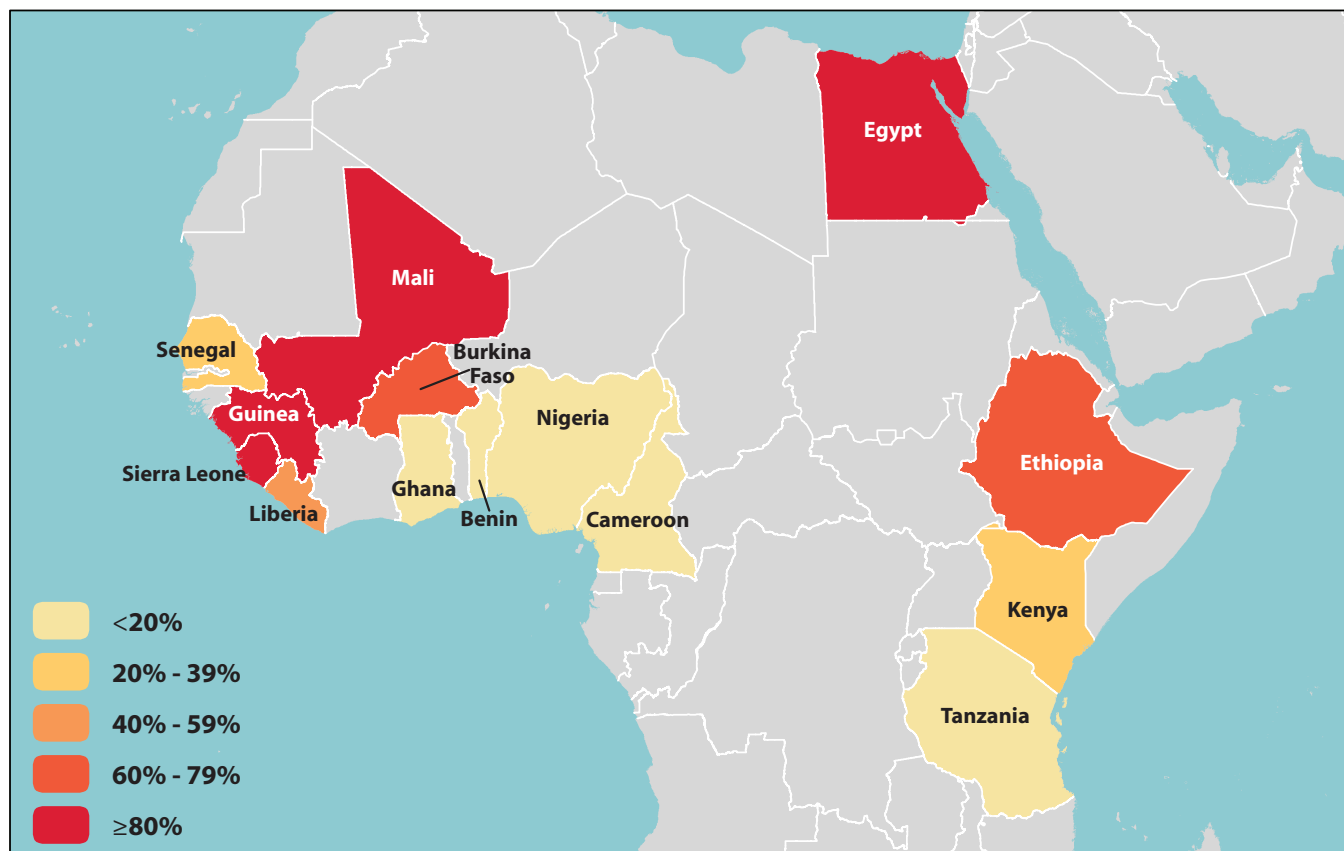 Egypt
Mali
Senegal
Burkina
Faso
Guinea
Nigeria
Sierra Leone
Ghana
Ethiopia
Liberia
Benin
Cameroon
Kenya
Tanzania
<20%
20% - 39%
40% - 59%
60% - 79%
≥80%